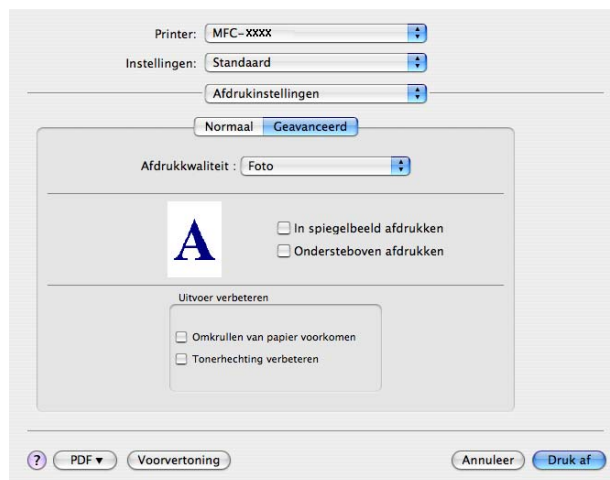 Printer: MFC-XXXX
Instellingen: Standaard
Afdrukinstellingen
Normaal Geavanceerd
Afdrukkwaliteit : Foto
A
In spiegelbeeld afdrukken
Ondersteboven afdrukken
Uitvoer verbeteren
Omkrullen van papier voorkomen
Tonerhechting verbeteren
? PDF ▼ Voorvertoning Annuleer Druk af